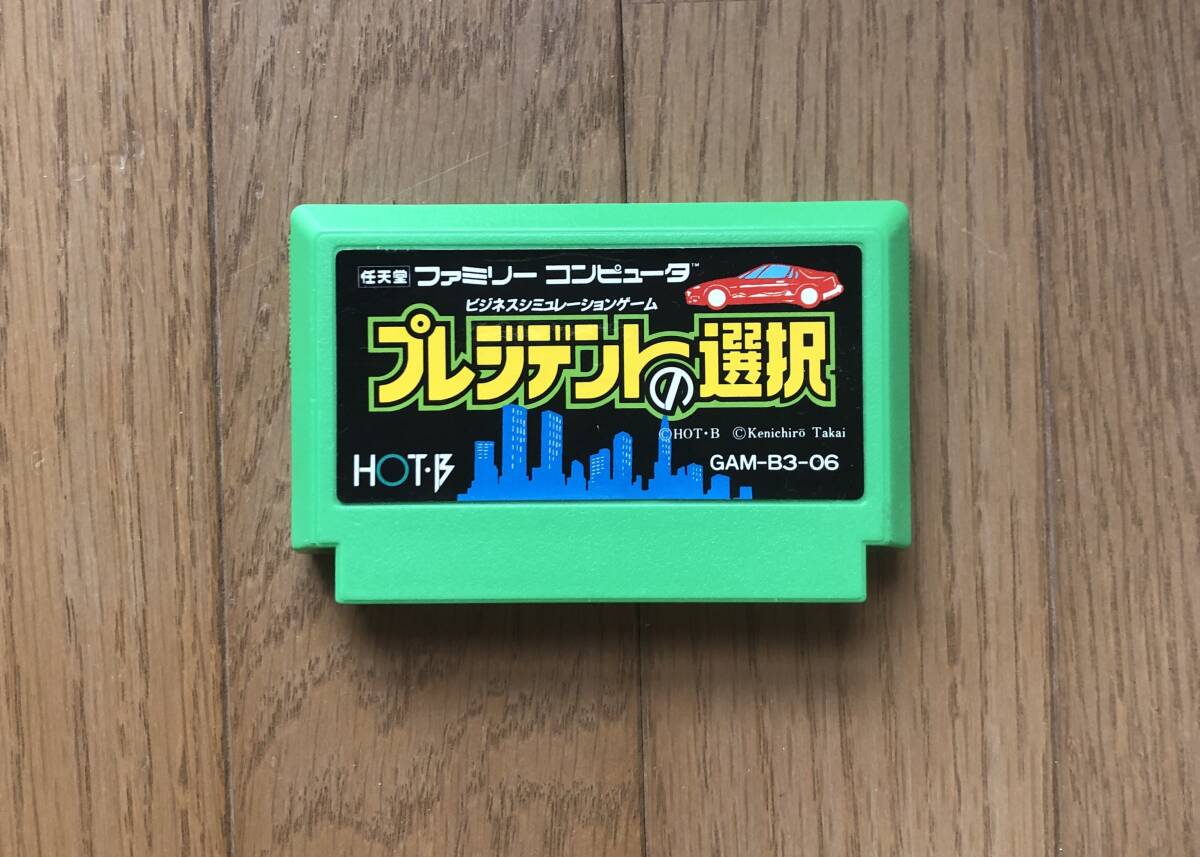 任天堂 ファミリー コンピュータ™
ビジネスシミュレーションゲーム
プレジデントの選択
©HOT・B ©Kenichirō Takai
HOT・B GAM-B3-06